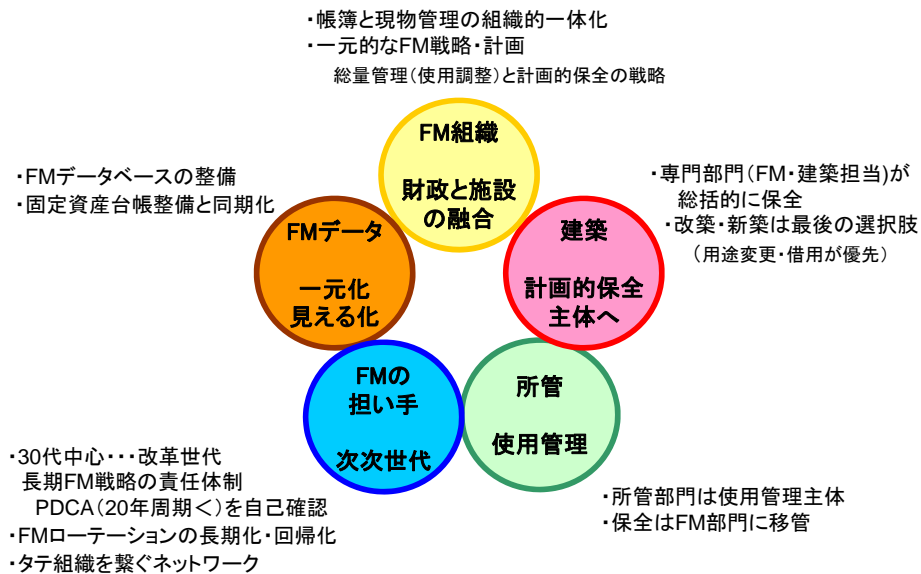 ・帳簿と現物管理の組織的一体化
・一元的なFM戦略・計画
総量管理(使用調整)と計画的保全の戦略
FM組織
財政と施設
の融合
・FMデータベースの整備
・固定資産台帳整備と同期化
FMデータ
一元化
見える化
建築
計画的保全
主体へ
・専門部門(FM・建築担当)が
総括的に保全
・改築・新築は最後の選択肢
(用途変更・借用が優先)
FMの
担い手
次次世代
所管
使用管理
・30代中心・・・改革世代
長期FM戦略の責任体制
PDCA(20年周期<)を自己確認
・FMローテーションの長期化・回帰化
・タテ組織を繋ぐネットワーク
・所管部門は使用管理主体
・保全はFM部門に移管